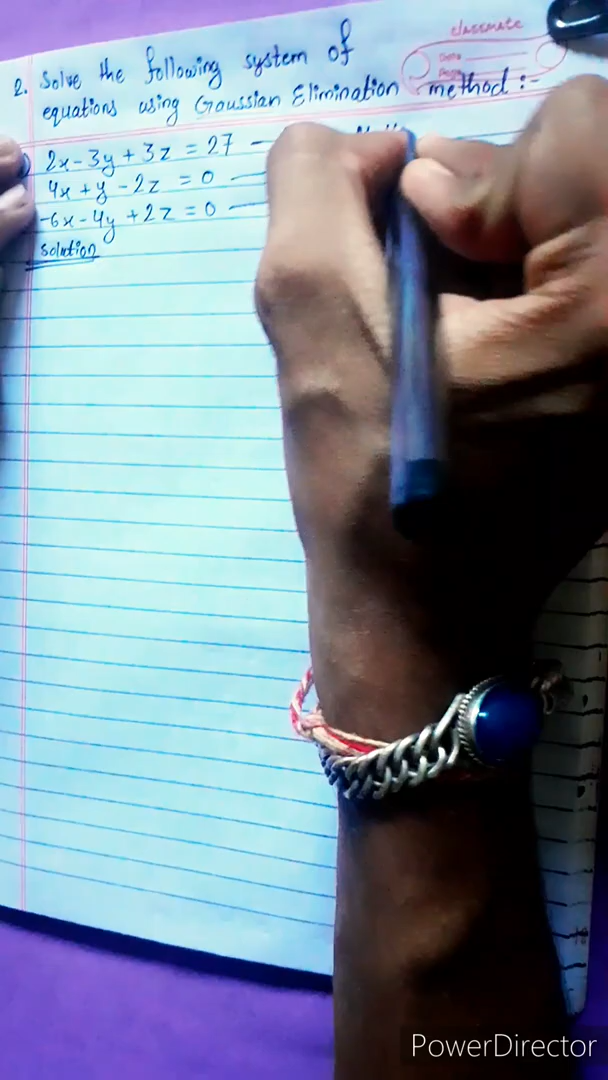 classmate
Date
Page
2. Solve the following system of
equations using Gaussian Elimination method :-
2x - 3y + 3z = 27 —
4x + y - 2z = 0 —
-6x - 4y + 2z = 0 —
Solution
PowerDirector